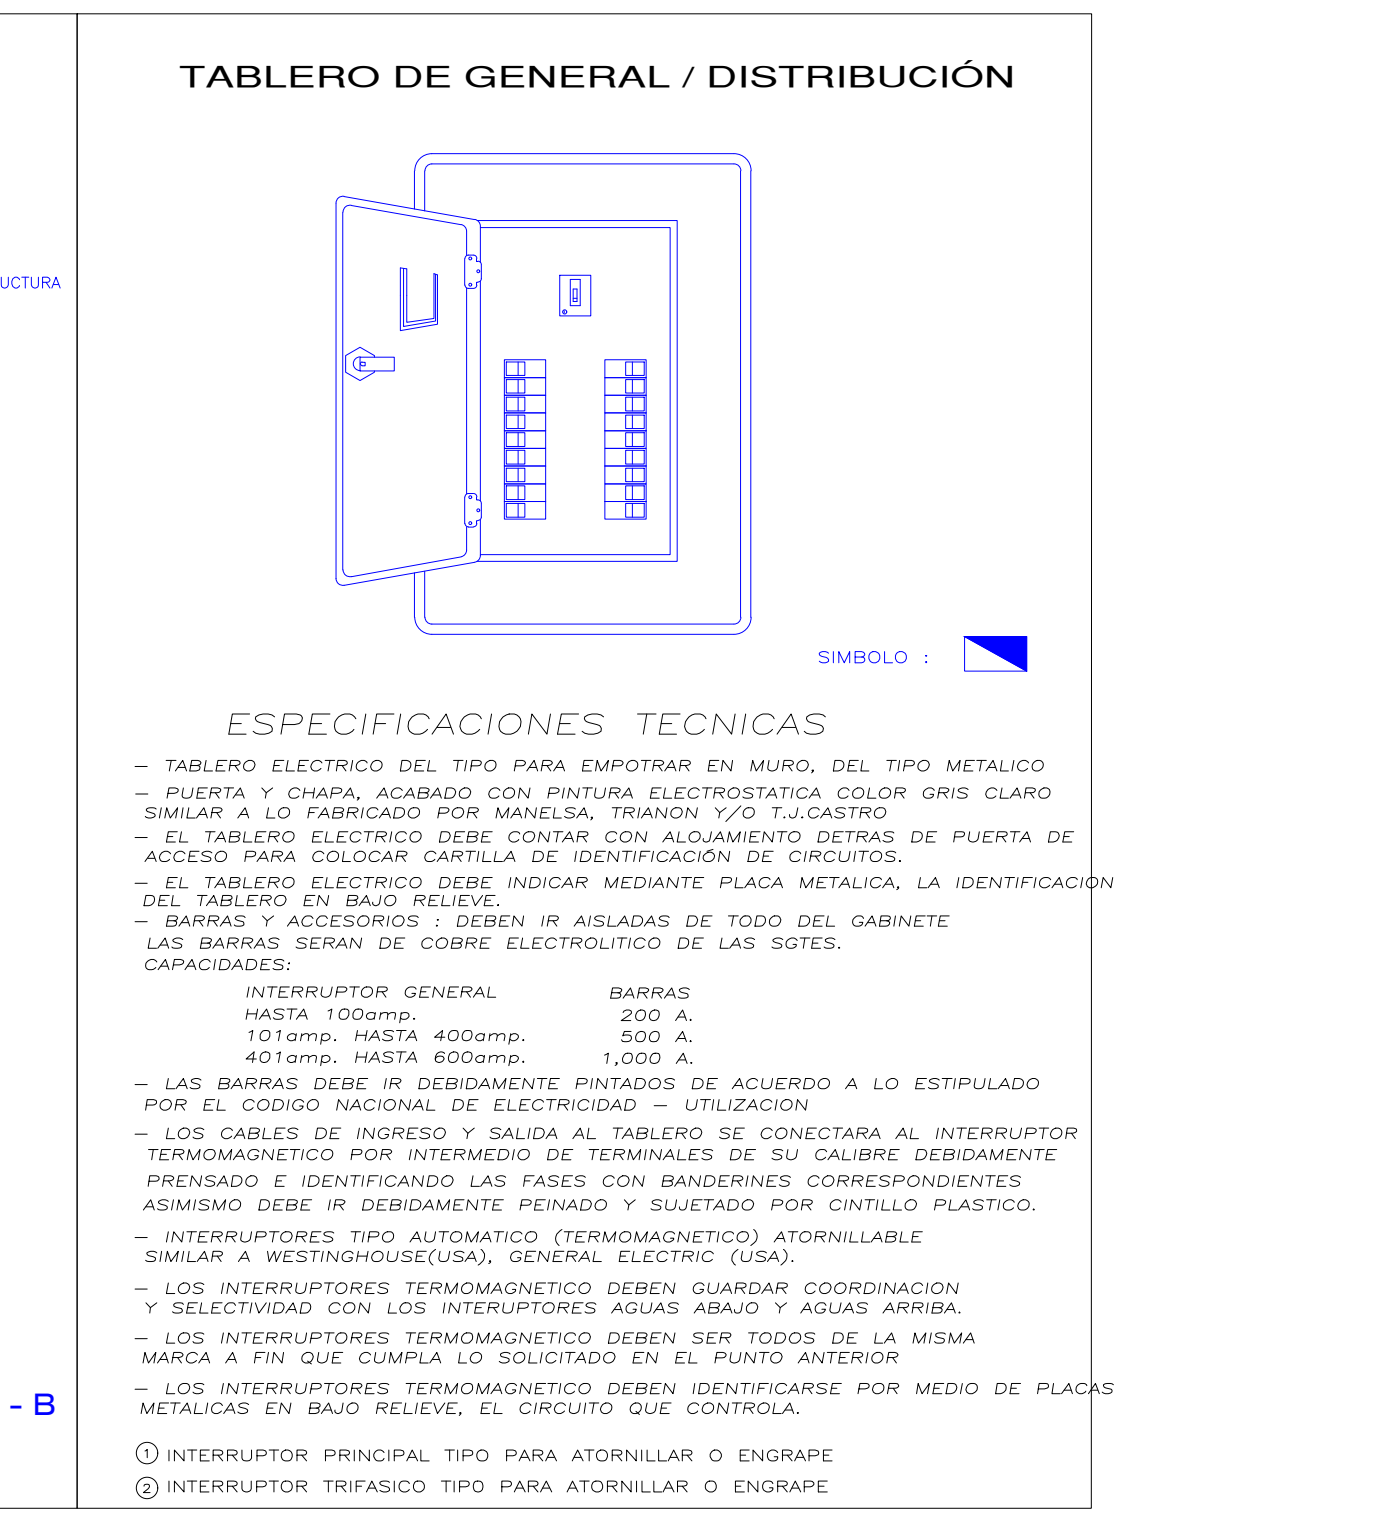 TABLERO DE GENERAL / DISTRIBUCIÓN
UCTURA
SIMBOLO :
ESPECIFICACIONES TECNICAS
– TABLERO ELECTRICO DEL TIPO PARA EMPOTRAR EN MURO, DEL TIPO METALICO
– PUERTA Y CHAPA, ACABADO CON PINTURA ELECTROSTATICA COLOR GRIS CLARO
SIMILAR A LO FABRICADO POR MANELSA, TRIANON Y/O T.J.CASTRO
– EL TABLERO ELECTRICO DEBE CONTAR CON ALOJAMIENTO DETRAS DE PUERTA DE
ACCESO PARA COLOCAR CARTILLA DE IDENTIFICACIÓN DE CIRCUITOS.
– EL TABLERO ELECTRICO DEBE INDICAR MEDIANTE PLACA METALICA, LA IDENTIFICACION
DEL TABLERO EN BAJO RELIEVE.
– BARRAS Y ACCESORIOS : DEBEN IR AISLADAS DE TODO DEL GABINETE
LAS BARRAS SERAN DE COBRE ELECTROLITICO DE LAS SGTES.
CAPACIDADES:
INTERRUPTOR GENERAL BARRAS
HASTA 100amp. 200 A.
101amp. HASTA 400amp. 500 A.
401amp. HASTA 600amp. 1,000 A.
– LAS BARRAS DEBE IR DEBIDAMENTE PINTADOS DE ACUERDO A LO ESTIPULADO
POR EL CODIGO NACIONAL DE ELECTRICIDAD – UTILIZACION
– LOS CABLES DE INGRESO Y SALIDA AL TABLERO SE CONECTARA AL INTERRUPTOR
TERMOMAGNETICO POR INTERMEDIO DE TERMINALES DE SU CALIBRE DEBIDAMENTE
PRENSADO E IDENTIFICANDO LAS FASES CON BANDERINES CORRESPONDIENTES
ASIMISMO DEBE IR DEBIDAMENTE PEINADO Y SUJETADO POR CINTILLO PLASTICO.
– INTERRUPTORES TIPO AUTOMATICO (TERMOMAGNETICO) ATORNILLABLE
SIMILAR A WESTINGHOUSE(USA), GENERAL ELECTRIC (USA).
– LOS INTERRUPTORES TERMOMAGNETICO DEBEN GUARDAR COORDINACION
Y SELECTIVIDAD CON LOS INTERUPTORES AGUAS ABAJO Y AGUAS ARRIBA.
– LOS INTERRUPTORES TERMOMAGNETICO DEBEN SER TODOS DE LA MISMA
MARCA A FIN QUE CUMPLA LO SOLICITADO EN EL PUNTO ANTERIOR
– LOS INTERRUPTORES TERMOMAGNETICO DEBEN IDENTIFICARSE POR MEDIO DE PLACAS
METALICAS EN BAJO RELIEVE, EL CIRCUITO QUE CONTROLA.
- B
1 INTERRUPTOR PRINCIPAL TIPO PARA ATORNILLAR O ENGRAPE
2 INTERRUPTOR TRIFASICO TIPO PARA ATORNILLAR O ENGRAPE